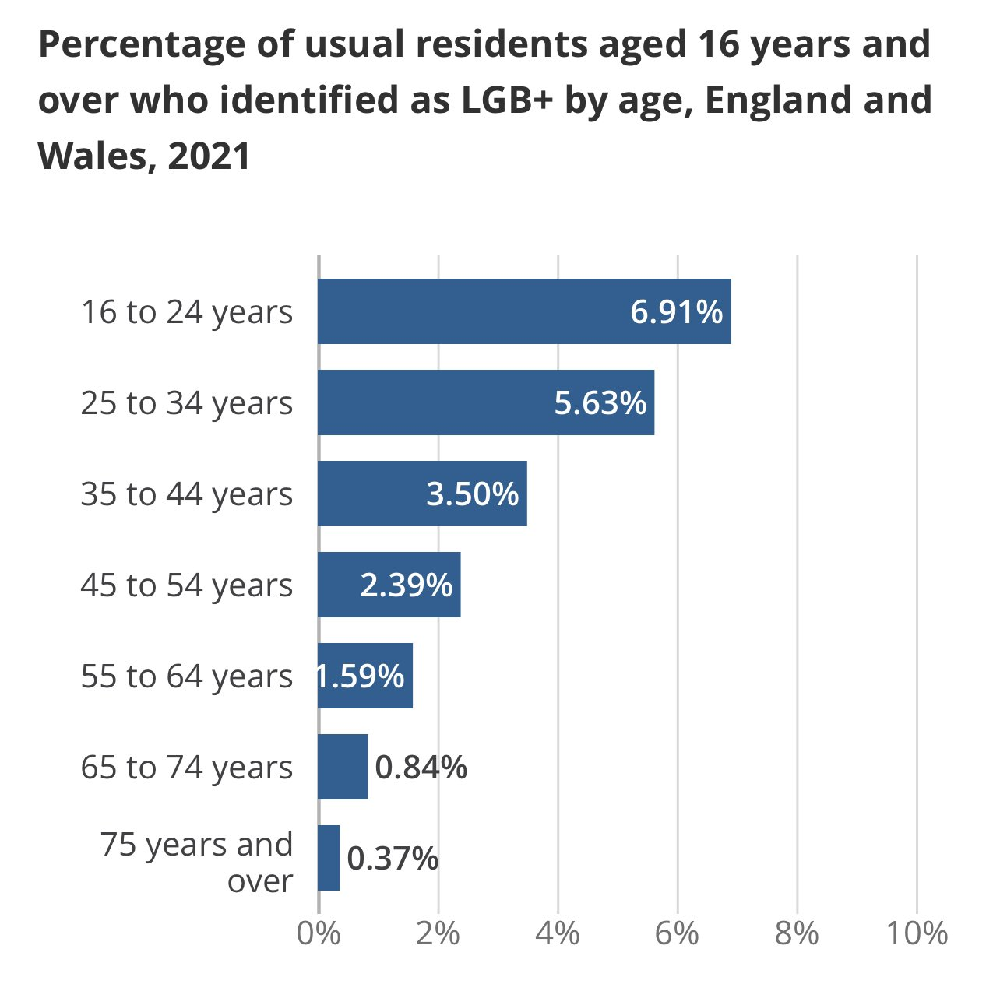 Percentage of usual residents aged 16 years and
over who identified as LGB+ by age, England and
Wales, 2021
16 to 24 years 6.91%
25 to 34 years 5.63%
35 to 44 years 3.50%
45 to 54 years 2.39%
55 to 64 years 1.59%
65 to 74 years 0.84%
75 years and
over 0.37%
0% 2% 4% 6% 8% 10%